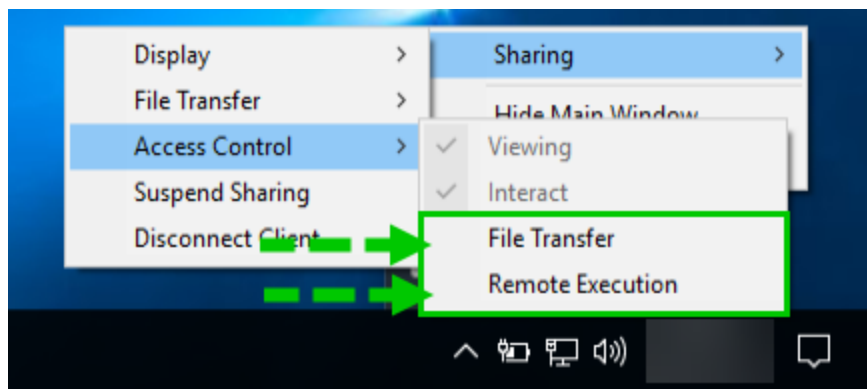 Display
File Transfer
Access Control
Suspend Sharing
Disconnect Client
Sharing
Hide Main Window
Viewing
Interact
File Transfer
Remote Execution